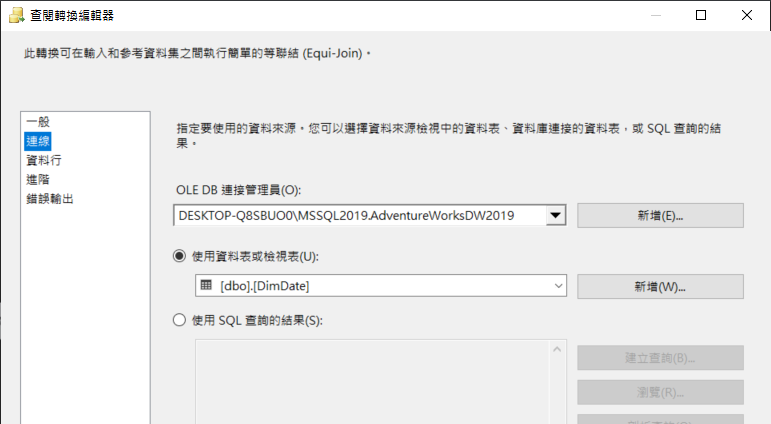 查閱轉換編輯器
此轉換可在輸入和參考資料集之間執行簡單的等聯結 (Equi-Join)。
一般
連線
資料行
進階
錯誤輸出
指定要使用的資料來源。您可以選擇資料來源檢視中的資料表、資料庫連接的資料表，或 SQL 查詢的結
果。
OLE DB 連接管理員(O):
DESKTOP-Q8SBUO0\MSSQL2019.AdventureWorksDW2019
新增(E)...
使用資料表或檢視表(U):
[dbo].[DimDate]
新增(W)...
使用 SQL 查詢的結果(S):
建立查詢(B)...
瀏覽(R)...